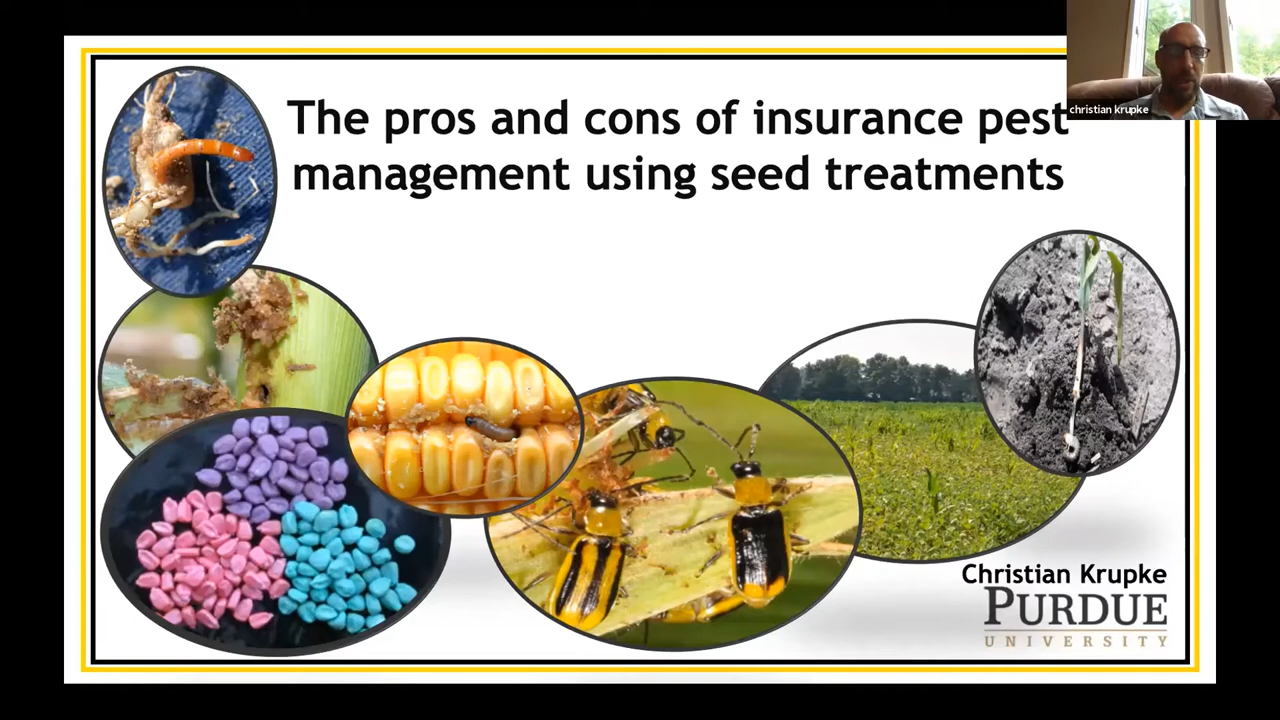 The pros and cons of insurance pest
management using seed treatments
christian krupke
Christian Krupke
PURDUE
UNIVERSITY